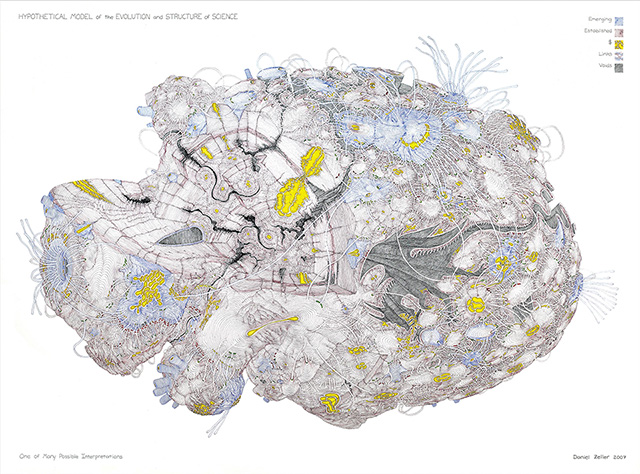 HYPOTHETICAL MODEL of the EVOLUTION and STRUCTURE of SCIENCE
Emerging
Established
$
Links
Voids
One of Many Possible Interpretations
Daniel Zeller 2007